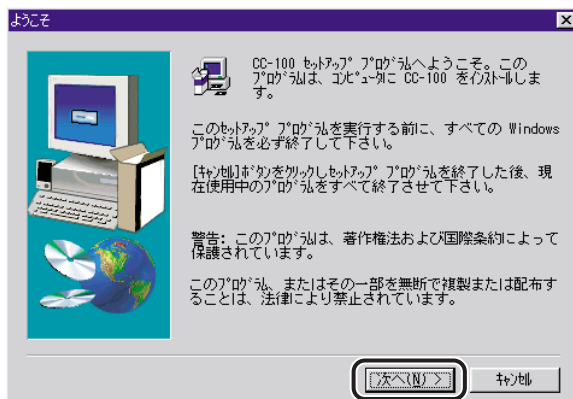 ようこそ
CC-100 ｾｯﾄｱｯﾌﾟ ﾌﾟﾛｸﾞﾗﾑへようこそ。この
ﾌﾟﾛｸﾞﾗﾑは、ｺﾝﾋﾟｭｰﾀに CC-100 をｲﾝｽﾄｰﾙしま
す。
このｾｯﾄｱｯﾌﾟ ﾌﾟﾛｸﾞﾗﾑを実行する前に、すべての Windows
ﾌﾟﾛｸﾞﾗﾑを必ず終了して下さい。
[ｷｬﾝｾﾙ]ﾎﾞﾀﾝをｸﾘｯｸしｾｯﾄｱｯﾌﾟ ﾌﾟﾛｸﾞﾗﾑを終了した後、現
在使用中のﾌﾟﾛｸﾞﾗﾑをすべて終了させて下さい。
警告: このﾌﾟﾛｸﾞﾗﾑは、著作権法および国際条約によって
保護されています。
このﾌﾟﾛｸﾞﾗﾑ、またはその一部を無断で複製または配布す
ることは、法律により禁止されています。
次へ(N) >
ｷｬﾝｾﾙ